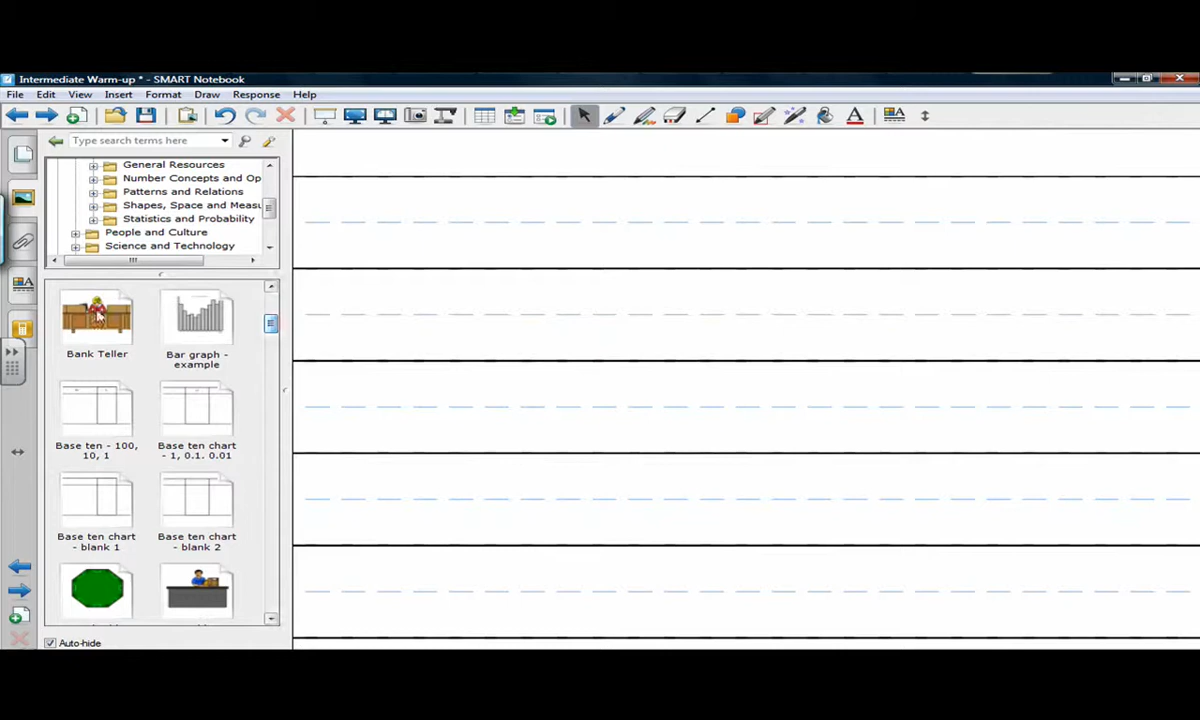 Intermediate Warm-up * - SMART Notebook
File Edit View Insert Format Draw Response Help
Type search terms here
General Resources
Number Concepts and Op
Patterns and Relations
Shapes, Space and Measu
Statistics and Probability
People and Culture
Science and Technology
Bank Teller
Bar graph -
example
Base ten - 100,
10, 1
Base ten chart
- 1, 0.1. 0.01
Base ten chart
- blank 1
Base ten chart
- blank 2
Auto-hide